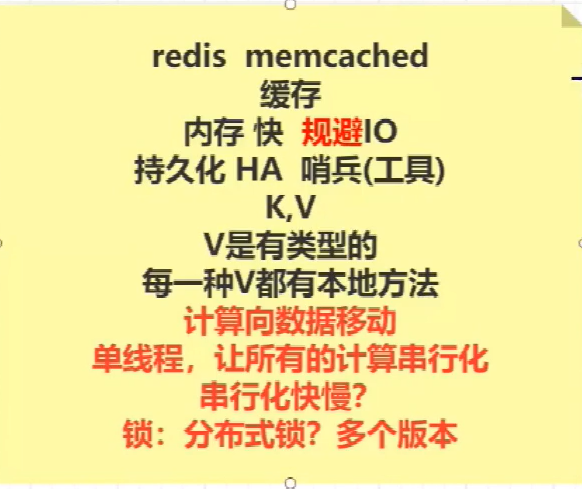 redis memcached
缓存
内存 快 规避IO
持久化 HA 哨兵(工具)
K,V
V是有类型的
每一种V都有本地方法
计算向数据移动
单线程，让所有的计算串行化
串行化快慢？
锁：分布式锁？多个版本